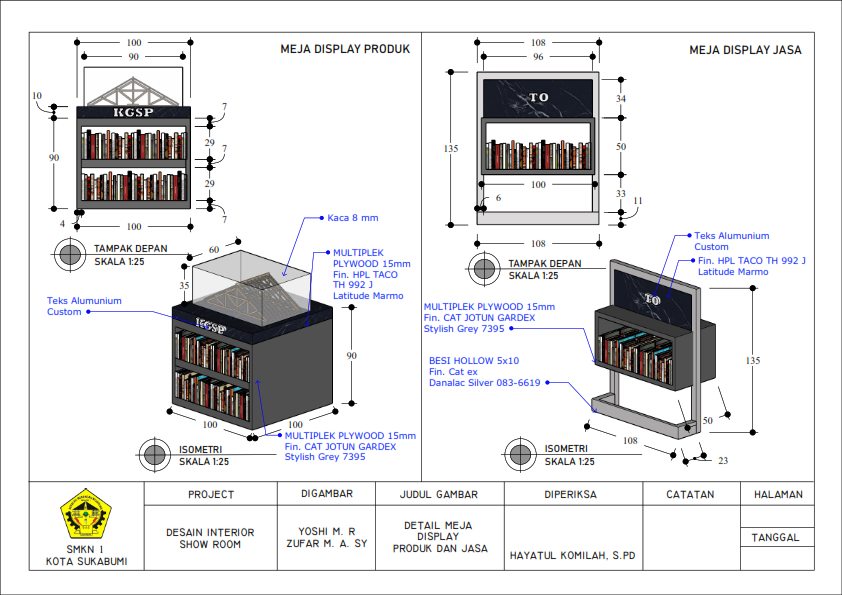 MEJA DISPLAY PRODUK
100
90
10
KGSP
7
29
7
90
29
7
4
100
TAMPAK DEPAN
SKALA 1:25
60
Kaca 8 mm
MULTIPLEK
PLYWOOD 15mm
Fin. HPL TACO
TH 992 J
Latitude Marmo
35
Teks Alumunium
Custom
KGSP
90
100
100
MULTIPLEK PLYWOOD 15mm
Fin. CAT JOTUN GARDEX
Stylish Grey 7395
ISOMETRI
SKALA 1:25
MEJA DISPLAY JASA
108
96
TO
34
135
50
100
33
6
11
108
TAMPAK DEPAN
SKALA 1:25
Teks Alumunium
Custom
Fin. HPL TACO TH 992 J
Latitude Marmo
TO
MULTIPLEK PLYWOOD 15mm
Fin. CAT JOTUN GARDEX
Stylish Grey 7395
BESI HOLLOW 5x10
Fin. Cat ex
Danalac Silver 083-6619
135
50
108
23
ISOMETRI
SKALA 1:25
SMKN 1
KOTA SUKABUMI
PROJECT
DESAIN INTERIOR
SHOW ROOM
DIGAMBAR
YOSHI M. R
ZUFAR M. A. SY
JUDUL GAMBAR
DETAIL MEJA
DISPLAY
PRODUK DAN JASA
DIPERIKSA
HAYATUL KOMILAH, S.PD
CATATAN
HALAMAN
TANGGAL